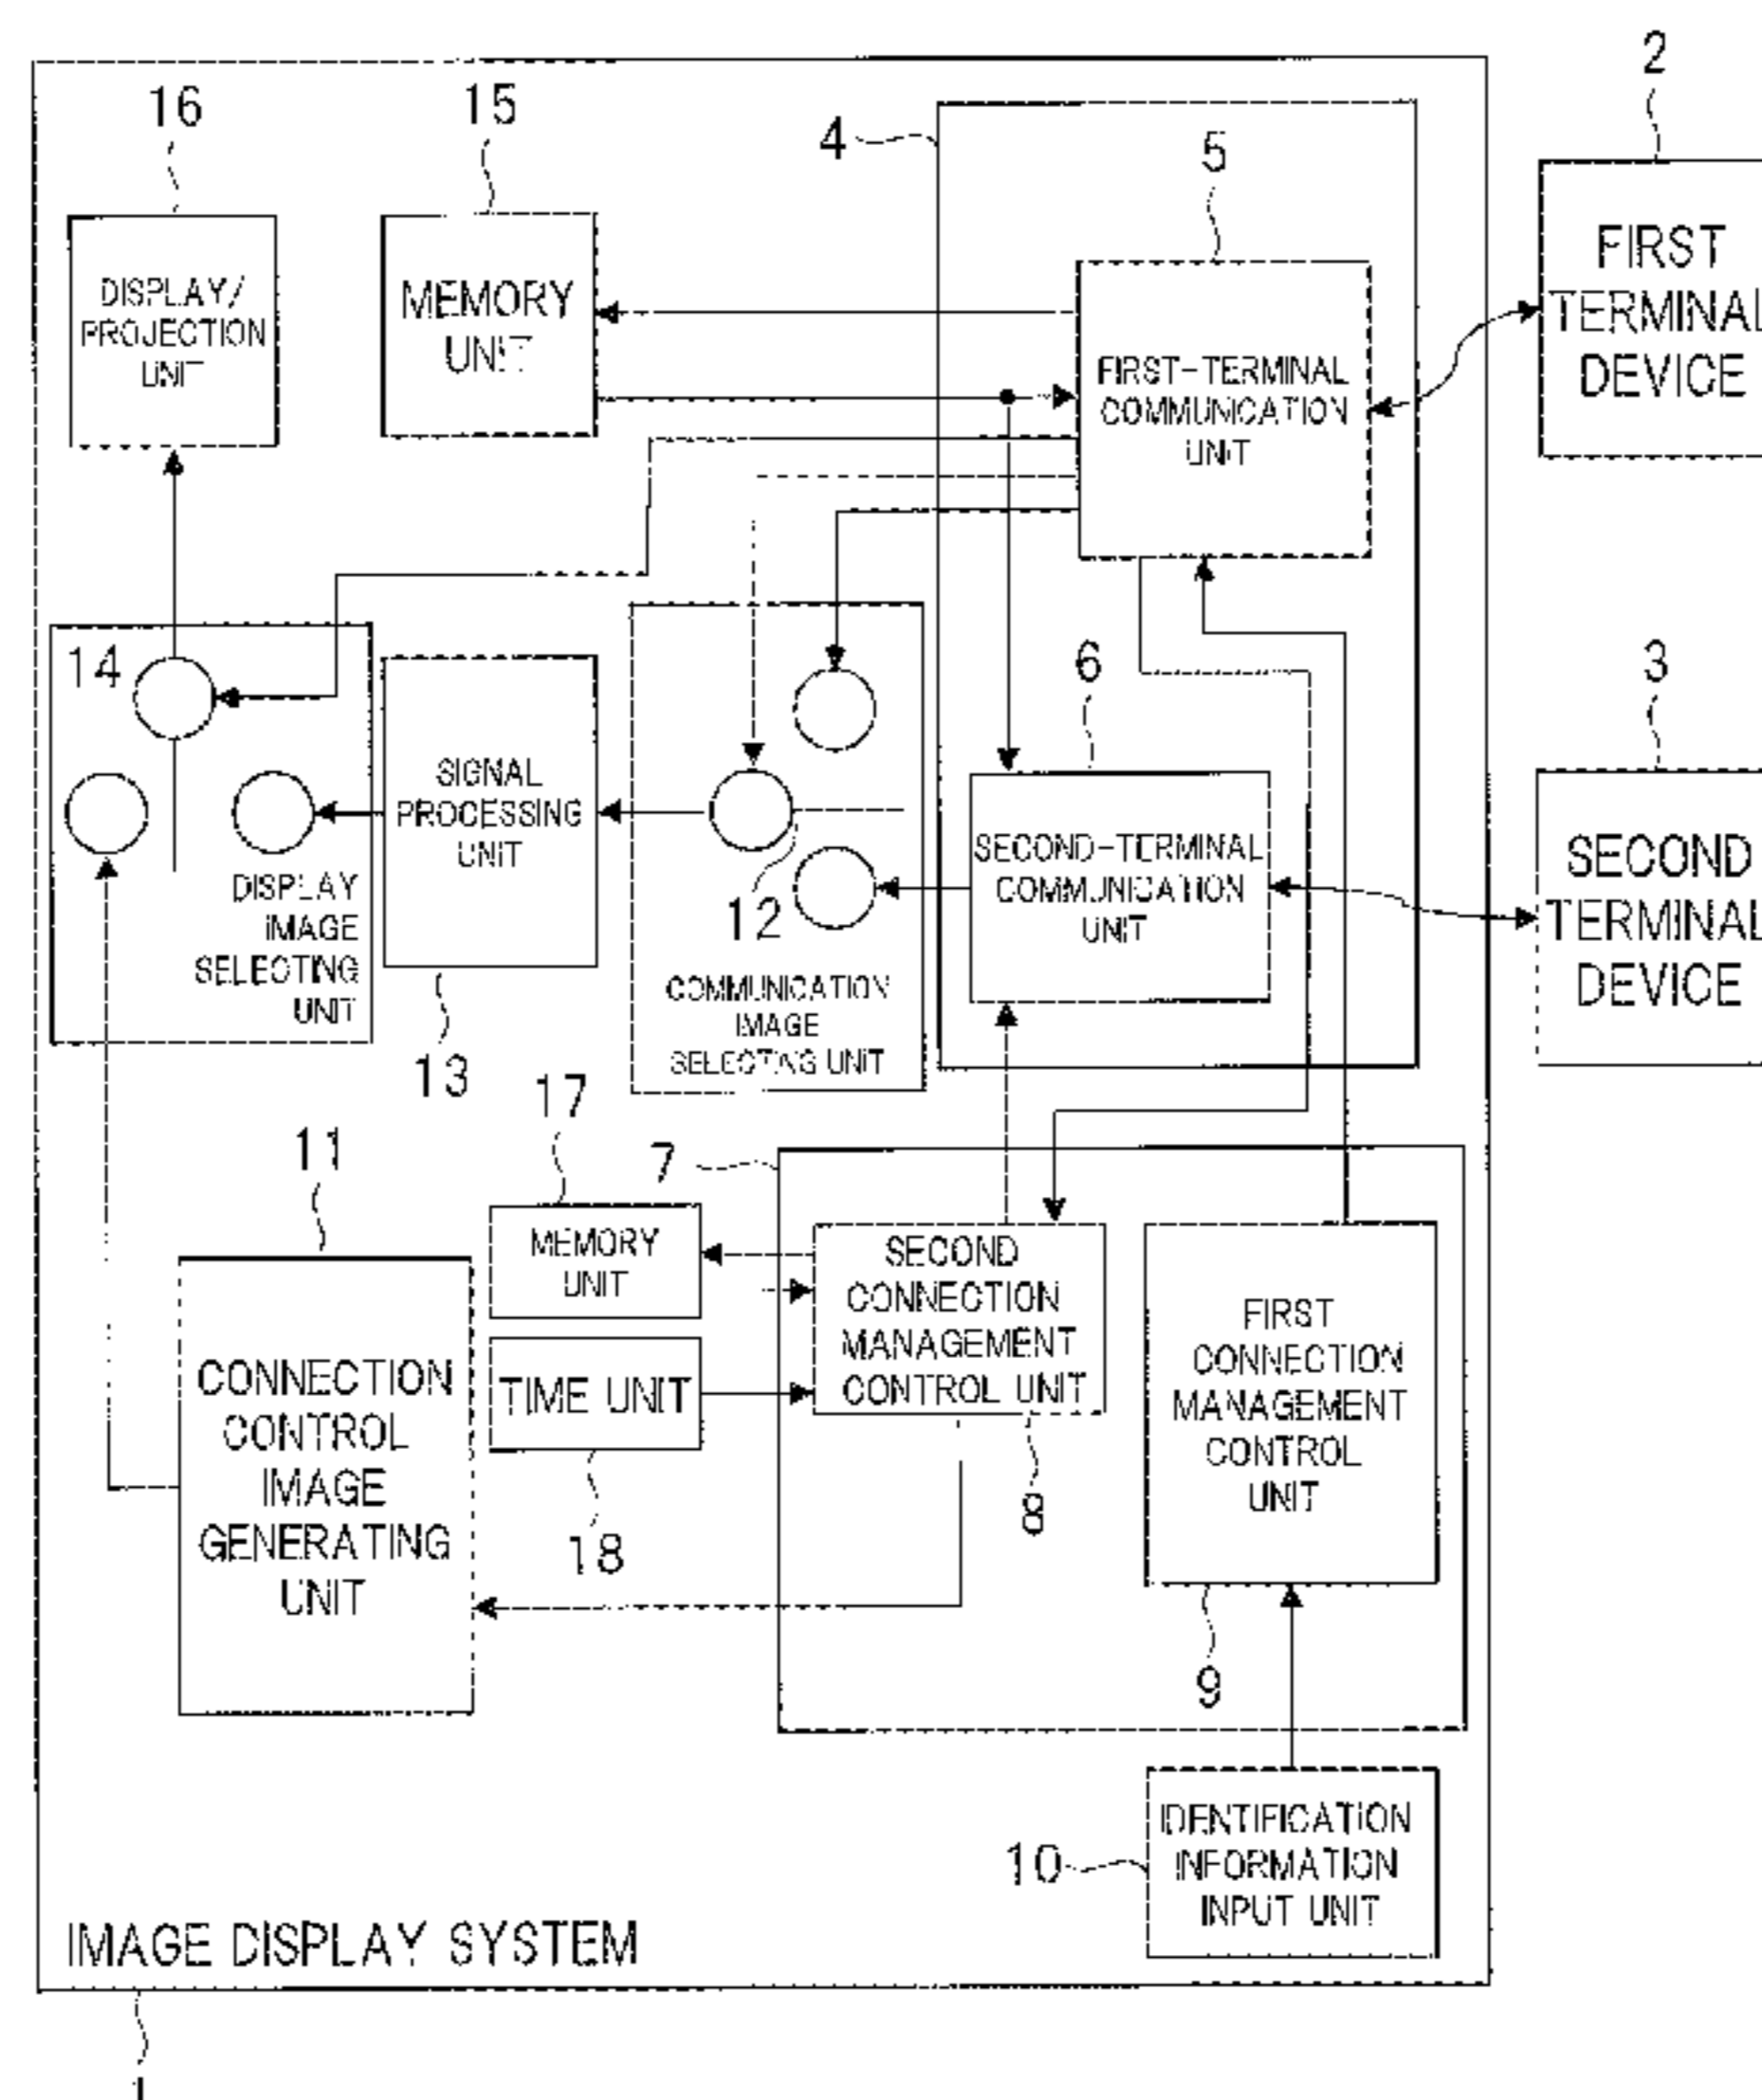 2
16
15
4
5
FIRST
TERMINAL
DEVICE
DISPLAY/
PROJECTION
UNIT
MEMORY
UNIT
FIRST-TERMINAL
COMMUNICATION
UNIT
14
6
3
SIGNAL
PROCESSING
UNIT
SECOND-TERMINAL
COMMUNICATION
UNIT
SECOND
TERMINAL
DEVICE
DISPLAY
IMAGE
SELECTING
UNIT
12
COMMUNICATION
IMAGE
SELECTING UNIT
13
17
11
7
MEMORY
UNIT
SECOND
CONNECTION
MANAGEMENT
CONTROL UNIT
FIRST
CONNECTION
MANAGEMENT
CONTROL
UNIT
TIME UNIT
CONNECTION
CONTROL
IMAGE
GENERATING
UNIT
18
8
9
10
IDENTIFICATION
INFORMATION
INPUT UNIT
IMAGE DISPLAY SYSTEM
1